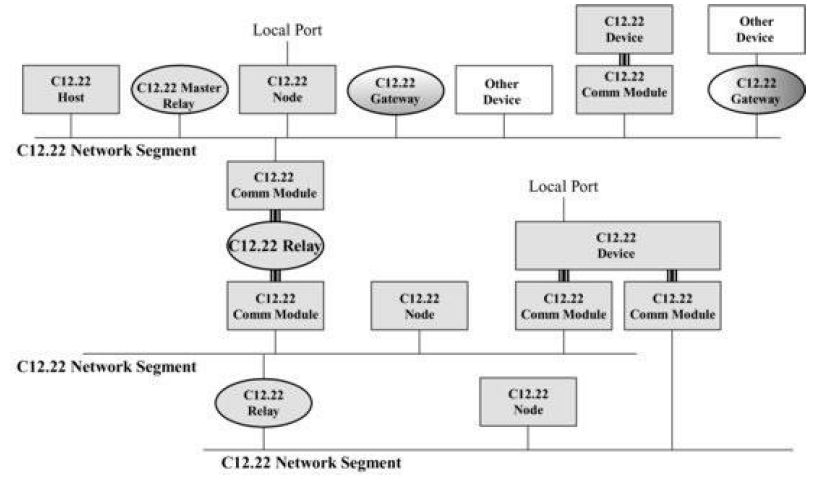 Local Port
C12.22
Host
C12.22 Master
Relay
C12.22
Node
C12.22
Gateway
Other
Device
C12.22
Device
C12.22
Comm Module
Other
Device
C12.22
Gateway
C12.22 Network Segment
C12.22
Comm Module
C12.22 Relay
C12.22
Comm Module
C12.22
Node
Local Port
C12.22
Device
C12.22
Comm Module
C12.22
Comm Module
C12.22 Network Segment
C12.22
Relay
C12.22
Node
C12.22 Network Segment